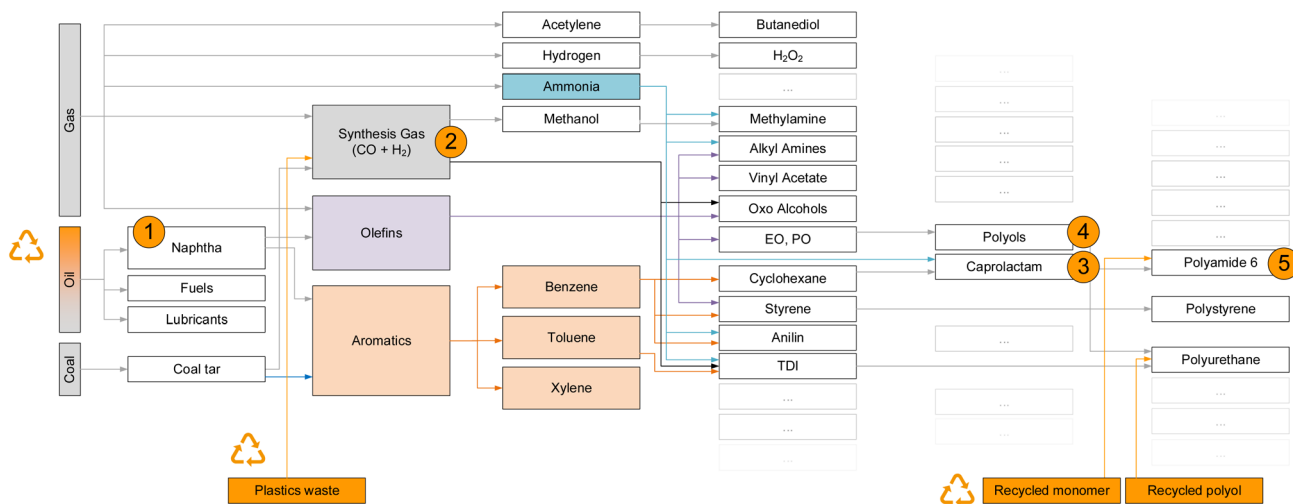 Gas
Oil
Coal
Naphtha
1
Fuels
Lubricants
Coal tar
Synthesis Gas
(CO + H₂)
2
Olefins
Aromatics
Plastics waste
Acetylene
Hydrogen
Ammonia
Methanol
Benzene
Toluene
Xylene
Butanediol
H₂O₂
...
Methylamine
Alkyl Amines
Vinyl Acetate
Oxo Alcohols
EO, PO
Cyclohexane
Styrene
Anilin
TDI
...
...
...
...
...
...
...
...
Polyols
4
Caprolactam
3
...
...
...
...
...
...
...
...
Polyamide 6
5
Polystyrene
Polyurethane
...
...
...
Recycled monomer
Recycled polyol